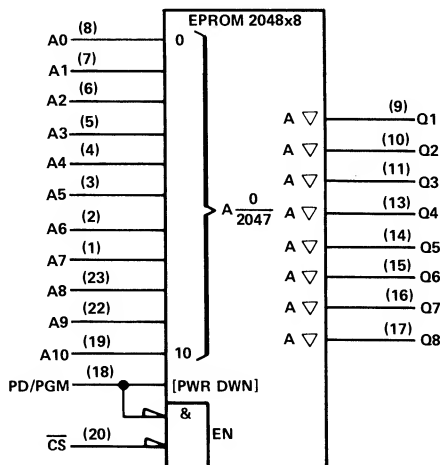 EPROM 2048x8
A0 (8) 0
A1 (7)
A2 (6)
A3 (5)
A4 (4)
A5 (3)
A6 (2)
A7 (1)
A8 (23)
A9 (22)
A10 (19) 10
PD/PGM (18) [PWR DWN]
&
EN
CS (20)
A 0
2047
A ▽ (9) Q1
A ▽ (10) Q2
A ▽ (11) Q3
A ▽ (13) Q4
A ▽ (14) Q5
A ▽ (15) Q6
A ▽ (16) Q7
A ▽ (17) Q8